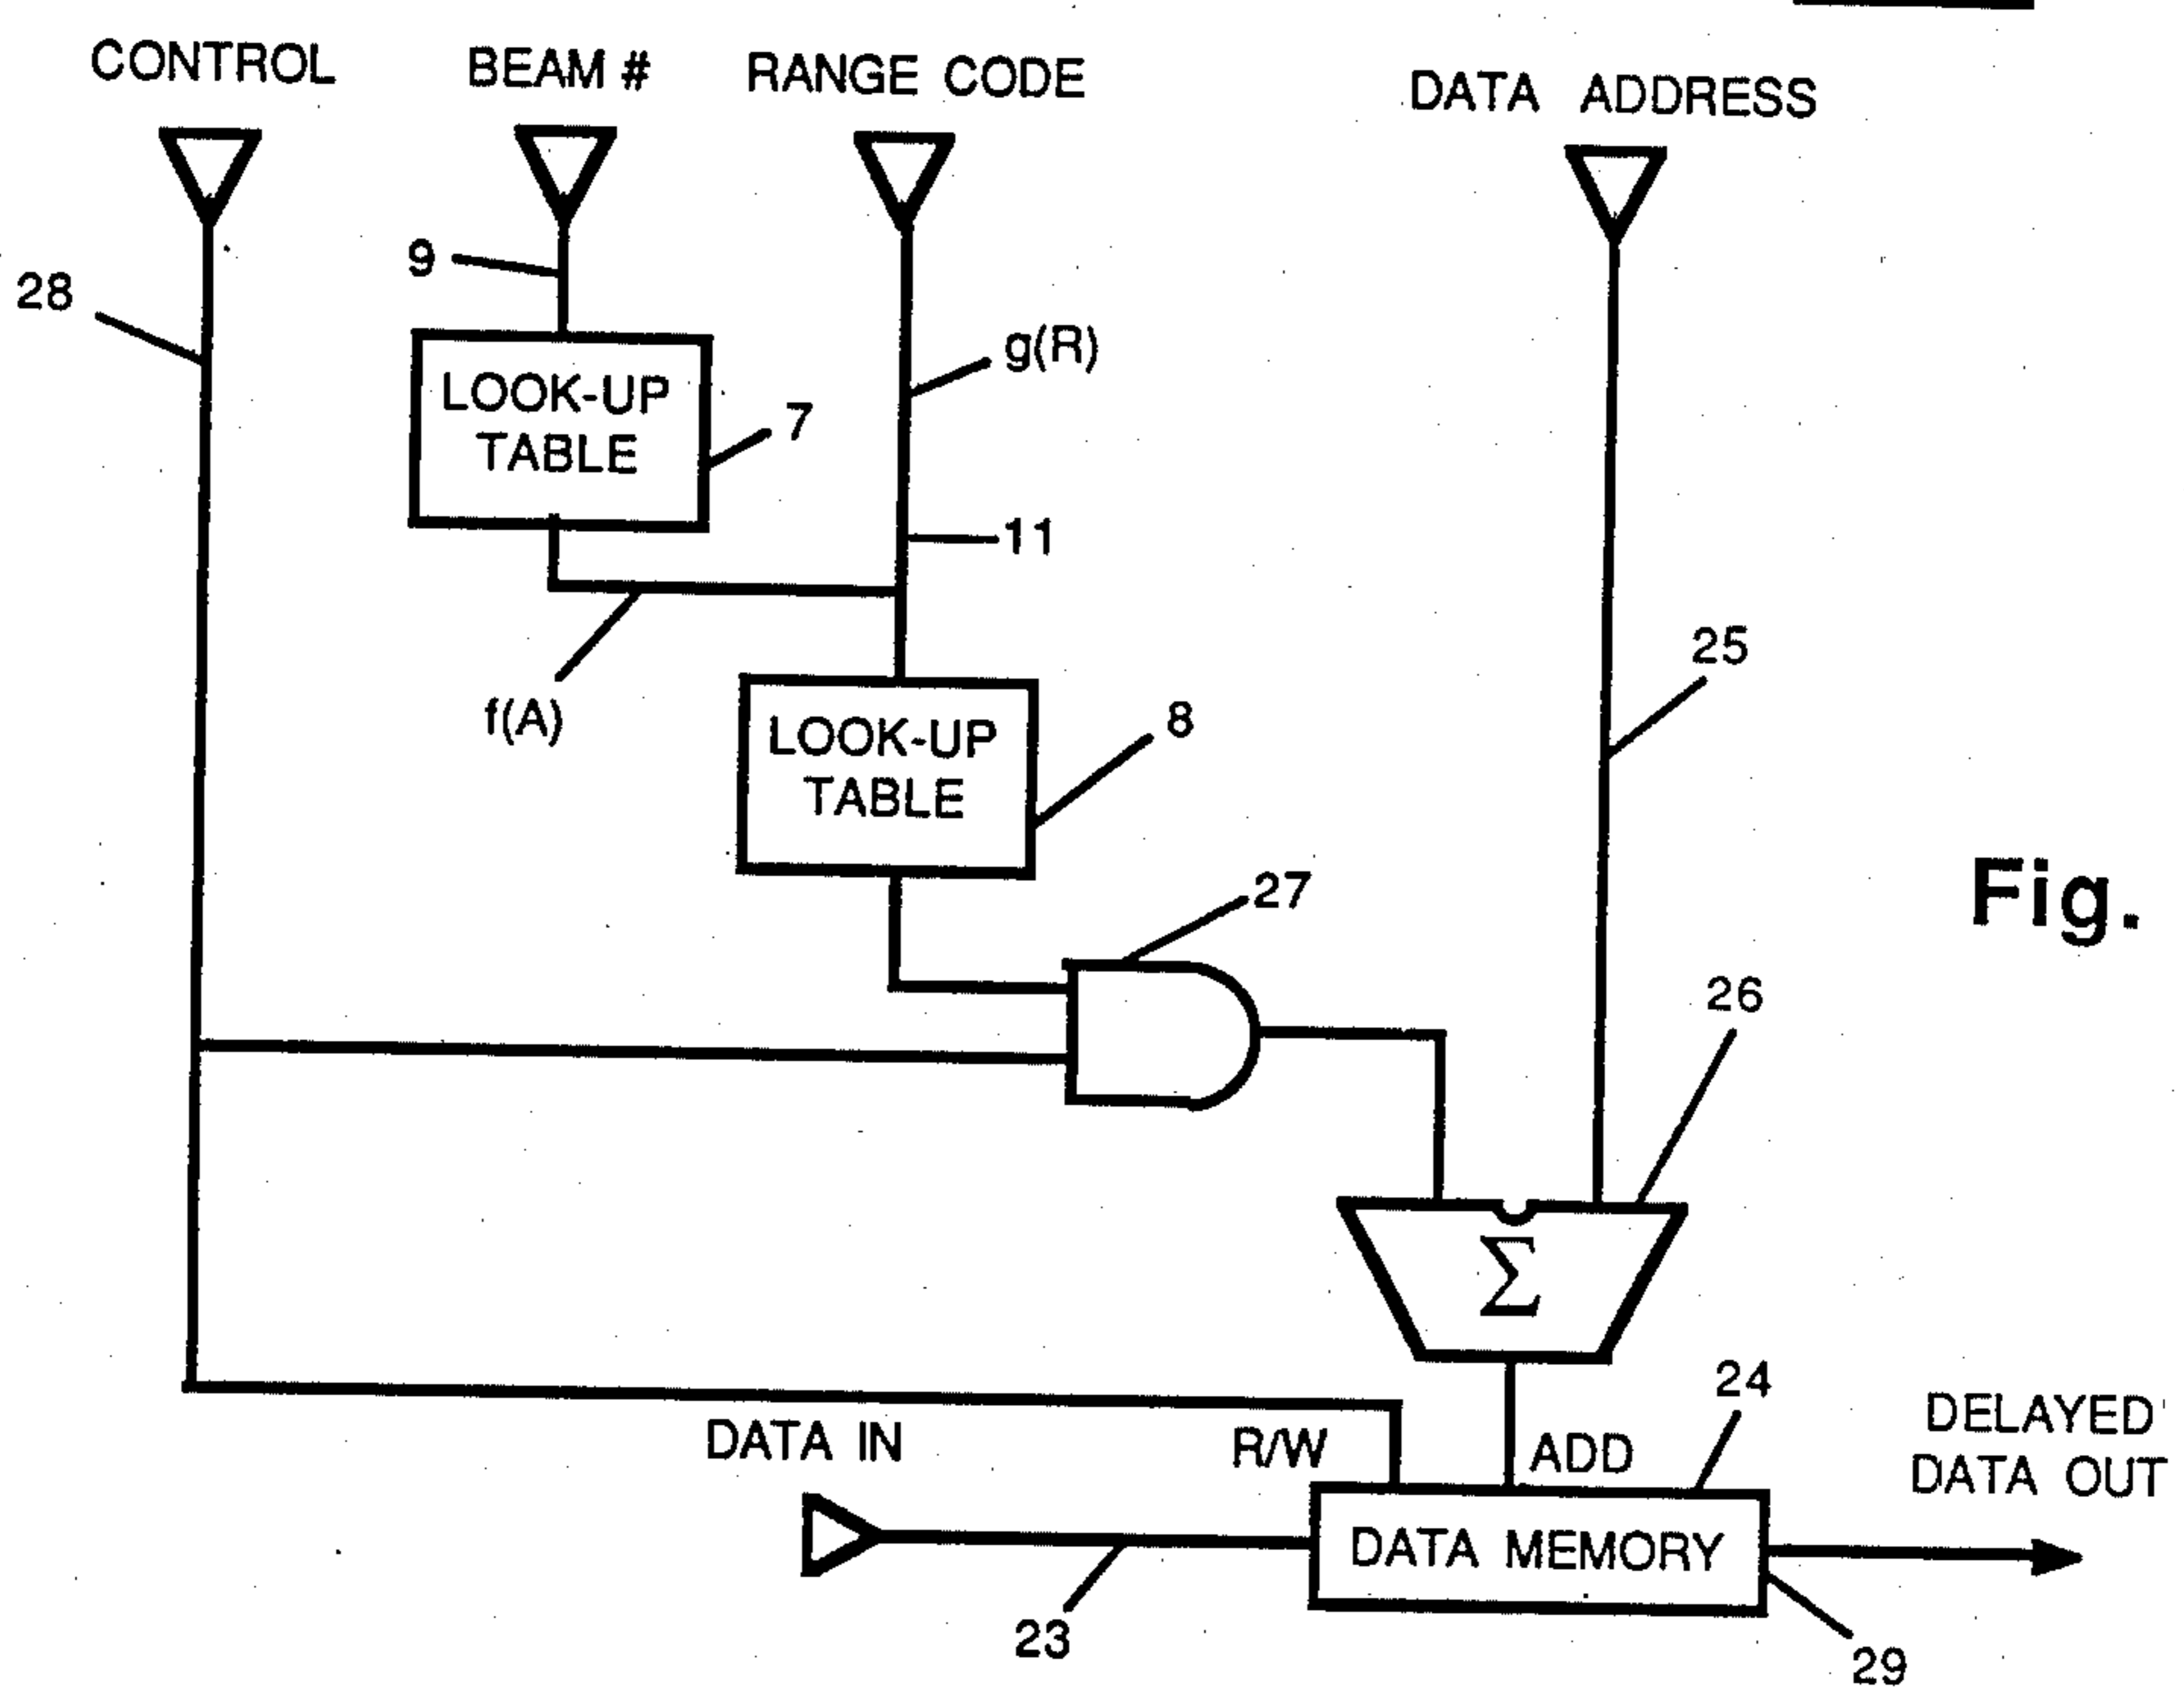 CONTROL
BEAM #
RANGE CODE
DATA ADDRESS
9
28
g(R)
LOOK-UP
TABLE
7
11
25
f(A)
LOOK-UP
TABLE
8
27
Fig.
26
Σ
24
DELAYED
DATA OUT
DATA IN
R/W
ADD
DATA MEMORY
23
29